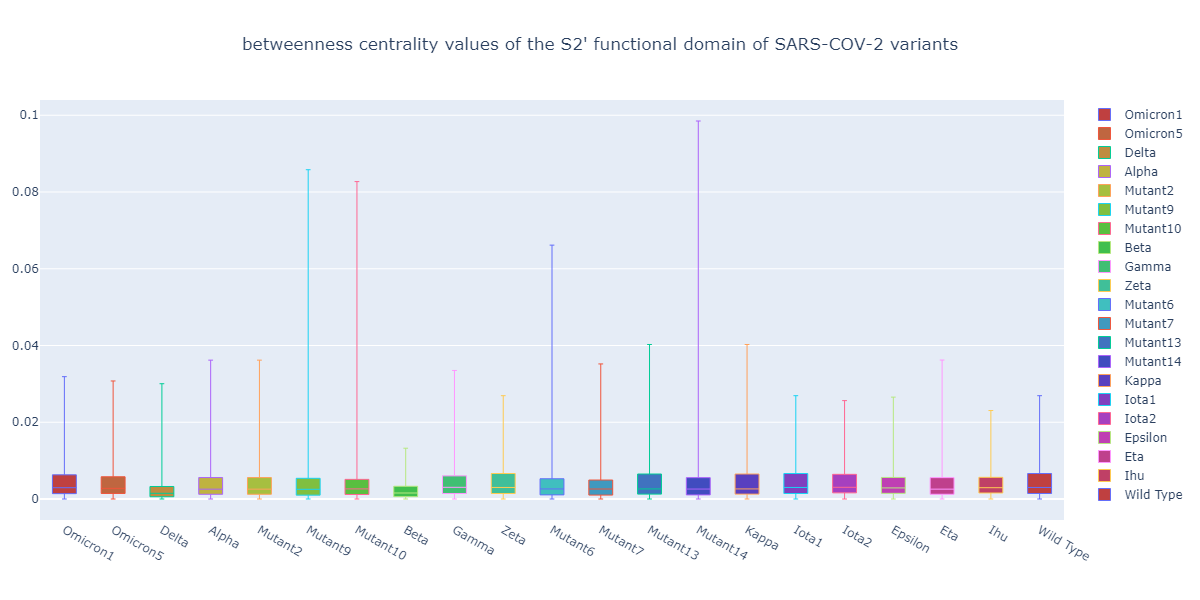 betweenness centrality values of the S2' functional domain of SARS-COV-2 variants
0.1
0.08
0.06
0.04
0.02
0
Omicron1
Omicron5
Delta
Alpha
Mutant2
Mutant9
Mutant10
Beta
Gamma
Zeta
Mutant6
Mutant7
Mutant13
Mutant14
Kappa
Iota1
Iota2
Epsilon
Eta
Ihu
Wild Type
Omicron1
Omicron5
Delta
Alpha
Mutant2
Mutant9
Mutant10
Beta
Gamma
Zeta
Mutant6
Mutant7
Mutant13
Mutant14
Kappa
Iota1
Iota2
Epsilon
Eta
Ihu
Wild Type